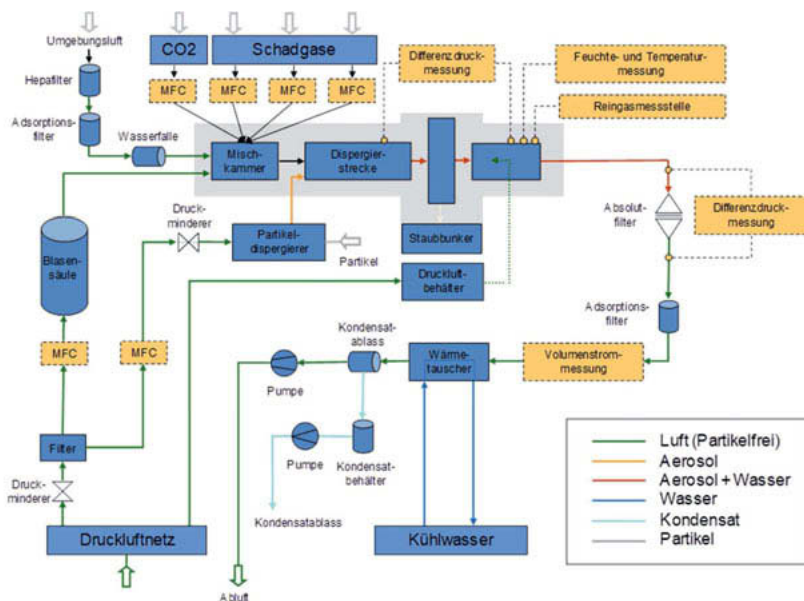 Umgebungsluft
CO2
Schadgase
Differenzdruck-
messung
Feuchte- und Temperatur-
messung
Hepafilter
MFC
MFC
MFC
MFC
Reingasmessstelle
Adsorptions-
filter
Wasserfalle
Misch-
kammer
Dispergier-
strecke
Druck-
minderer
Absolut-
filter
Differenzdruck-
messung
Blasen-
säule
Partikel-
dispergierer
Staubbunker
Partikel
Druckluft-
behälter
Adsorptions-
filter
MFC
MFC
Kondensat-
ablass
Wärme-
tauscher
Volumenstrom-
messung
Pumpe
Filter
Pumpe
Kondensat-
behälter
Druck-
minderer
Kondensatablass
Druckluftnetz
Kühlwasser
Abluft
Luft (Partikelfrei)
Aerosol
Aerosol + Wasser
Wasser
Kondensat
Partikel